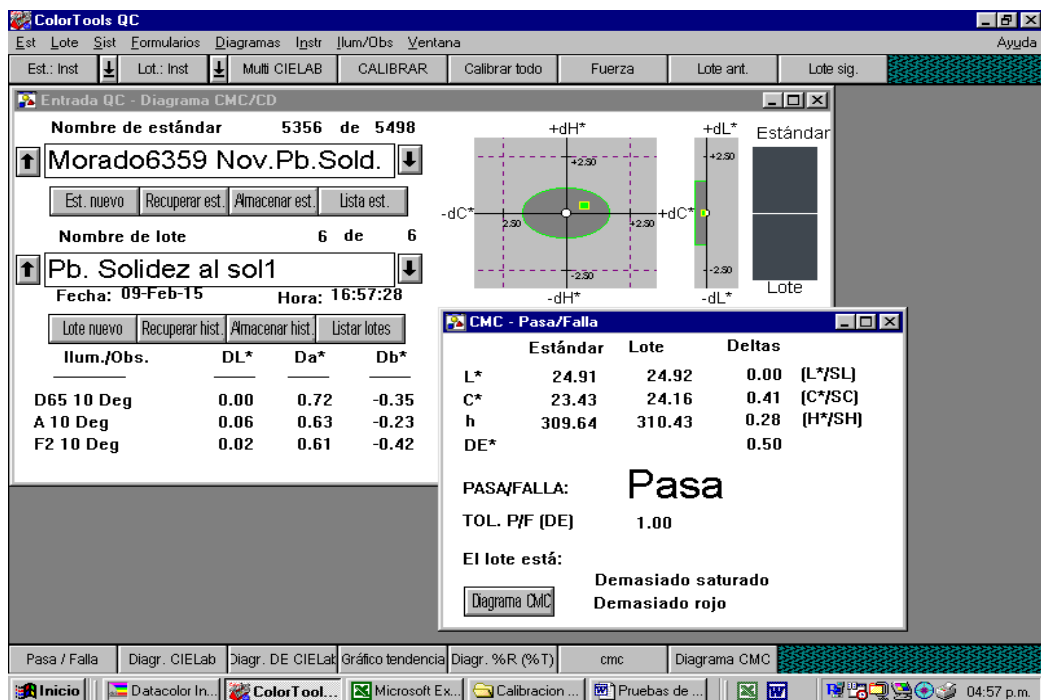 ColorTools QC
Est Lote Sist Formularios Diagramas Instr Ilum/Obs Ventana Ayuda
Est.: Inst Lot.: Inst Multi CIELAB CALIBRAR Calibrar todo Fuerza Lote ant. Lote sig.
Entrada QC - Diagrama CMC/CD
Nombre de estándar 5356 de 5498
Morado6359 Nov.Pb.Sold.
Est. nuevo Recuperar est. Almacenar est. Lista est.
Nombre de lote 6 de 6
Pb. Solidez al sol1
Fecha: 09-Feb-15 Hora: 16:57:28
Lote nuevo Recuperar hist. Almacenar hist. Listar lotes
Ilum./Obs. DL* Da* Db*
D65 10 Deg 0.00 0.72 -0.35
A 10 Deg 0.06 0.63 -0.23
F2 10 Deg 0.02 0.61 -0.42
+dH*
+2.50
-dC* 2.50 +2.50 +dC*
-2.50
-dH*
+dL*
+2.50
-2.50
-dL*
Estándar
Lote
CMC - Pasa/Falla
Estándar Lote Deltas
L* 24.91 24.92 0.00 (L*/SL)
C* 23.43 24.16 0.41 (C*/SC)
h 309.64 310.43 0.28 (H*/SH)
DE* 0.50
PASA/FALLA: Pasa
TOL. P/F (DE) 1.00
El lote está:
Demasiado saturado
Diagrama CMC Demasiado rojo
Pasa / Falla Diagr. CIELab Diagr. DE CIELab Gráfico tendencia Diagr. %R (%T) cmc Diagrama CMC
Inicio Datacolor In... ColorTool... Microsoft Ex... Calibracion ... Pruebas de ... 04:57 p.m.